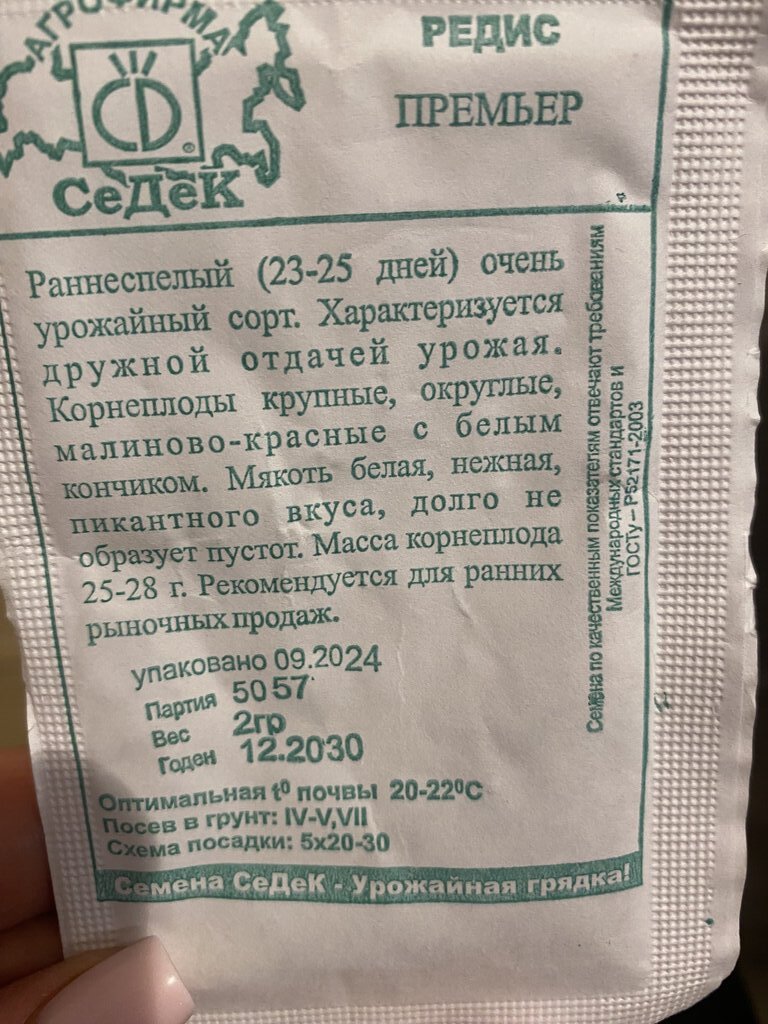 АГРОФИРМА
СД®
СеДеК
РЕДИС
ПРЕМЬЕР
Раннеспелый (23-25 дней) очень
урожайный сорт. Характеризуется
дружной отдачей урожая.
Корнеплоды крупные, округлые,
малиново-красные с белым
кончиком. Мякоть белая, нежная,
пикантного вкуса, долго не
образует пустот. Масса корнеплода
25-28 г. Рекомендуется для ранних
рыночных продаж.
упаковано 09.2024
Партия 5057
Вес 2гр
Годен 12.2030
Оптимальная t⁰ почвы 20-22⁰С
Посев в грунт: IV-V,VII
Схема посадки: 5х20-30
Семена СеДеК - Урожайная грядка!
Семена по качественным показателям отвечают требованиям
Международных стандартов и
ГОСТу – Р52171-2003